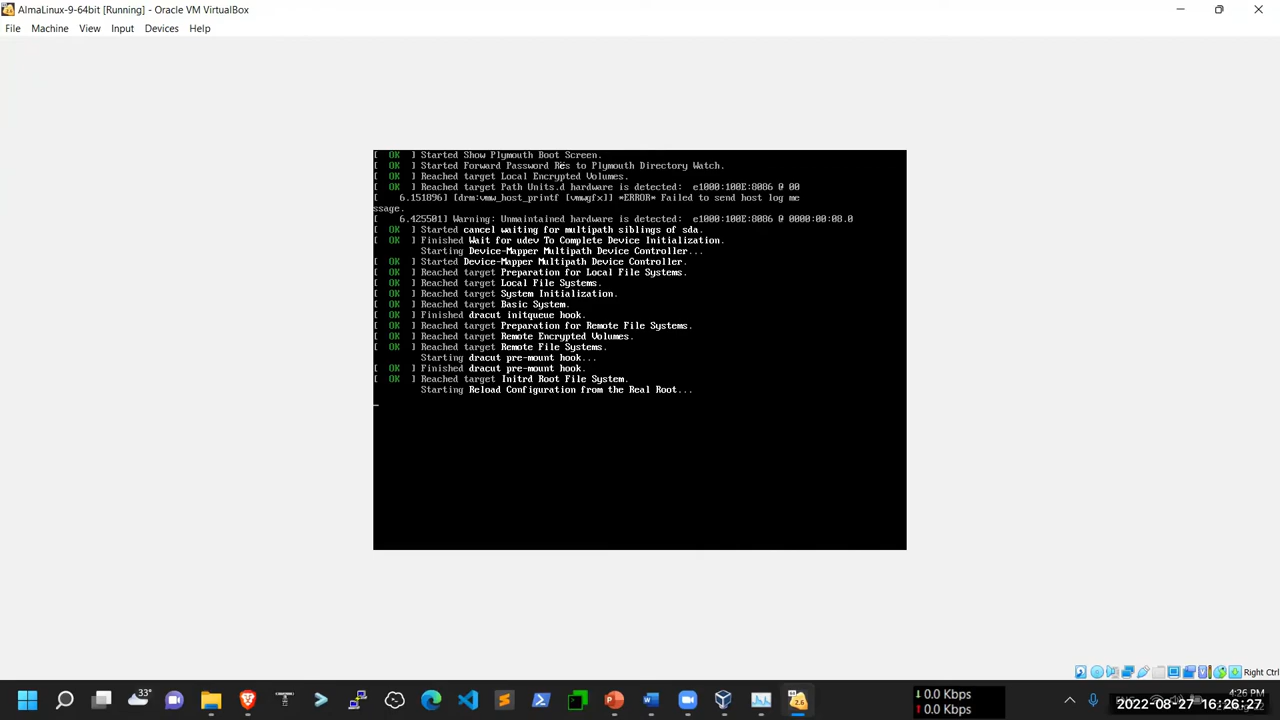 AlmaLinux-9-64bit [Running] - Oracle VM VirtualBox
File Machine View Input Devices Help
[ OK ] Started Show Plymouth Boot Screen.
[ OK ] Started Forward Password Res to Plymouth Directory Watch.
[ OK ] Reached target Local Encrypted Volumes.
[ OK ] Reached target Path Units.d hardware is detected: e1000:100E:8086 @ 00
[ 6.151896] [drm:vmw_host_printf [vmwgfx]] *ERROR* Failed to send host log me
ssage.
[ 6.425501] Warning: Unmaintained hardware is detected: e1000:100E:8086 @ 0000:00:08.0
[ OK ] Started cancel waiting for multipath siblings of sda.
[ OK ] Finished Wait for udev To Complete Device Initialization.
Starting Device-Mapper Multipath Device Controller...
[ OK ] Started Device-Mapper Multipath Device Controller.
[ OK ] Reached target Preparation for Local File Systems.
[ OK ] Reached target Local File Systems.
[ OK ] Reached target System Initialization.
[ OK ] Reached target Basic System.
[ OK ] Finished dracut initqueue hook.
[ OK ] Reached target Preparation for Remote File Systems.
[ OK ] Reached target Remote Encrypted Volumes.
[ OK ] Reached target Remote File Systems.
Starting dracut pre-mount hook...
[ OK ] Finished dracut pre-mount hook.
[ OK ] Reached target Initrd Root File System.
Starting Reload Configuration from the Real Root...
Right Ctrl
33°
2.6
↓ 0.0 Kbps
↑ 0.0 Kbps
4:26 PM
2022-08-27 16:26:27